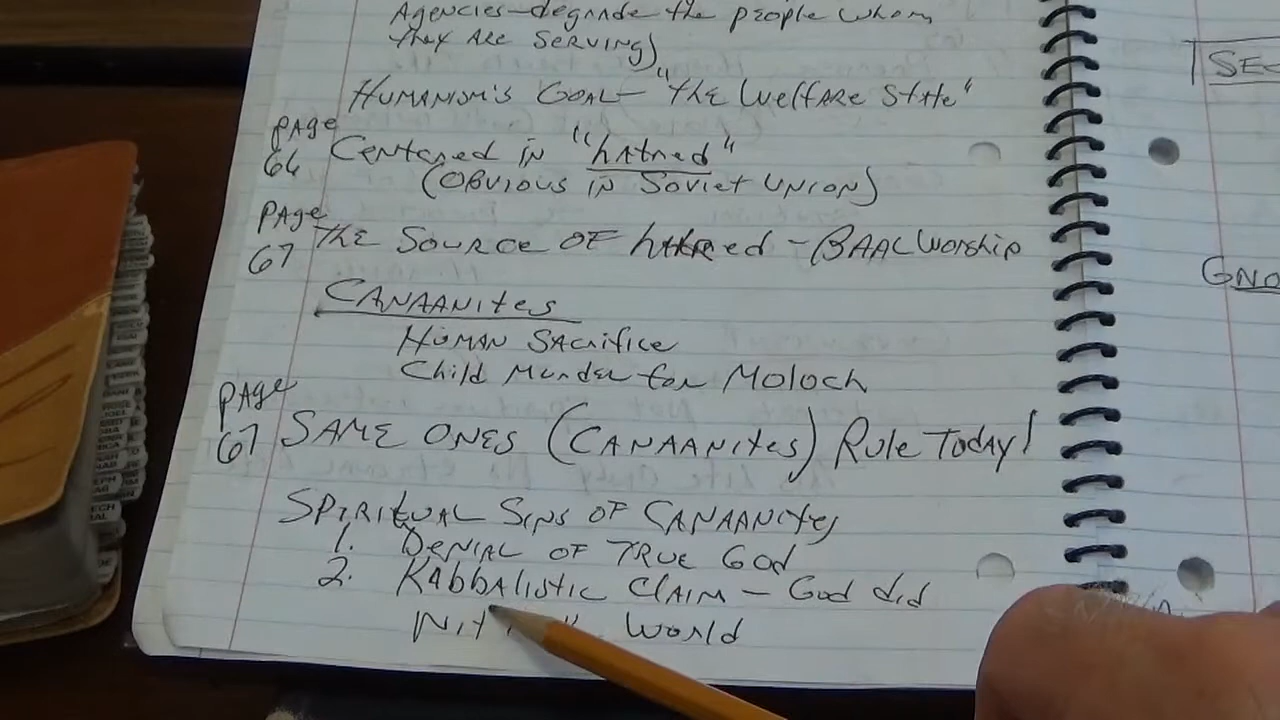 Agencies-degrade the people whom
they are serving)
Humanism's Goal - "the Welfare State"
page
66 Centered in "hatred"
(Obvious in Soviet Union)
page
67 The Source of hatred - Baal Worship
Canaanites
Human Sacrifice
Child Murder for Moloch
page
67 Same Ones (Canaanites) Rule Today!
Spiritual Sins of Canaanites
1. Denial of True God
2. Kabbalistic Claim - God did
Not World